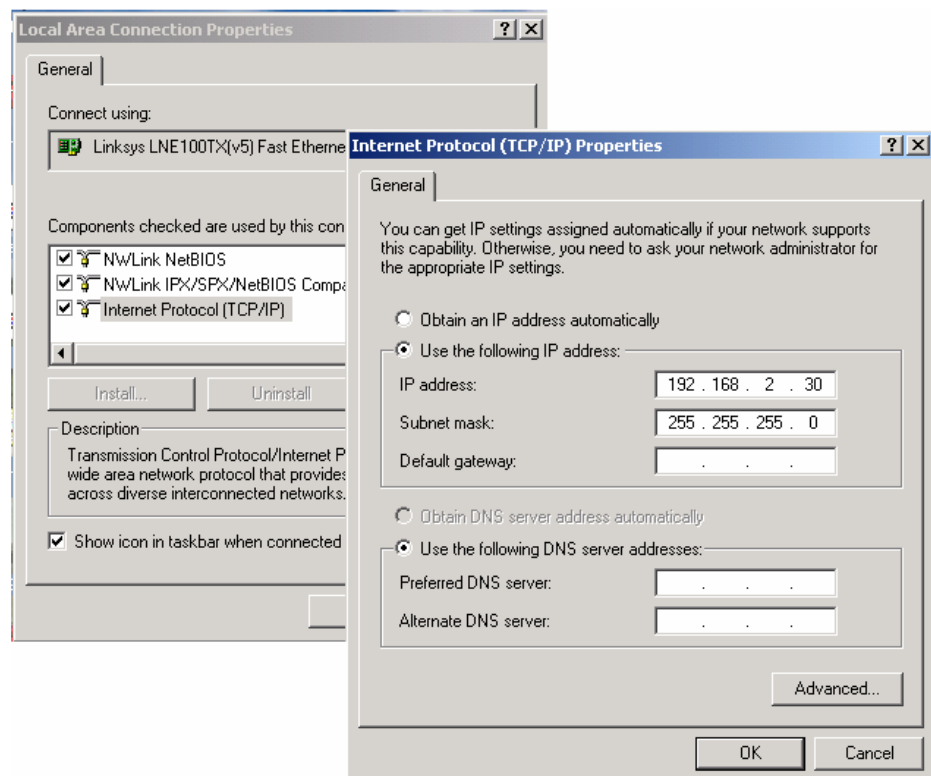 Local Area Connection Properties
General
Connect using:
Linksys LNE100TX(v5) Fast Etherne
Components checked are used by this con
NWLink NetBIOS
NWLink IPX/SPX/NetBIOS Compa
Internet Protocol (TCP/IP)
Install...
Uninstall
Description
Transmission Control Protocol/Internet P
wide area network protocol that provides
across diverse interconnected networks.
Show icon in taskbar when connected
Internet Protocol (TCP/IP) Properties
General
You can get IP settings assigned automatically if your network supports
this capability. Otherwise, you need to ask your network administrator for
the appropriate IP settings.
Obtain an IP address automatically
Use the following IP address:
IP address: 192 . 168 . 2 . 30
Subnet mask: 255 . 255 . 255 . 0
Default gateway: . . .
Obtain DNS server address automatically
Use the following DNS server addresses:
Preferred DNS server: . . .
Alternate DNS server: . . .
Advanced...
OK
Cancel